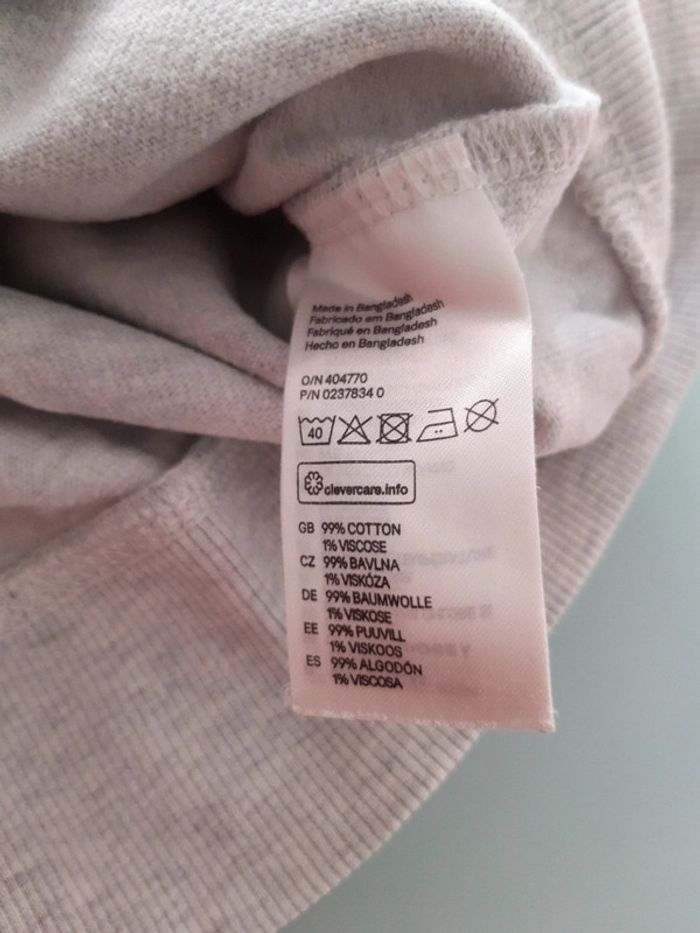 Made in Bangladesh
Fabricado em Bangladesh
Fabriqué en Bangladesh
Hecho en Bangladesh
O/N 404770
P/N 0237834 0
40
clevercare.info
GB 99% COTTON
1% VISCOSE
CZ 99% BAVLNA
1% VISKÓZA
DE 99% BAUMWOLLE
1% VISKOSE
EE 99% PUUVILL
1% VISKOOS
ES 99% ALGODÓN
1% VISCOSA